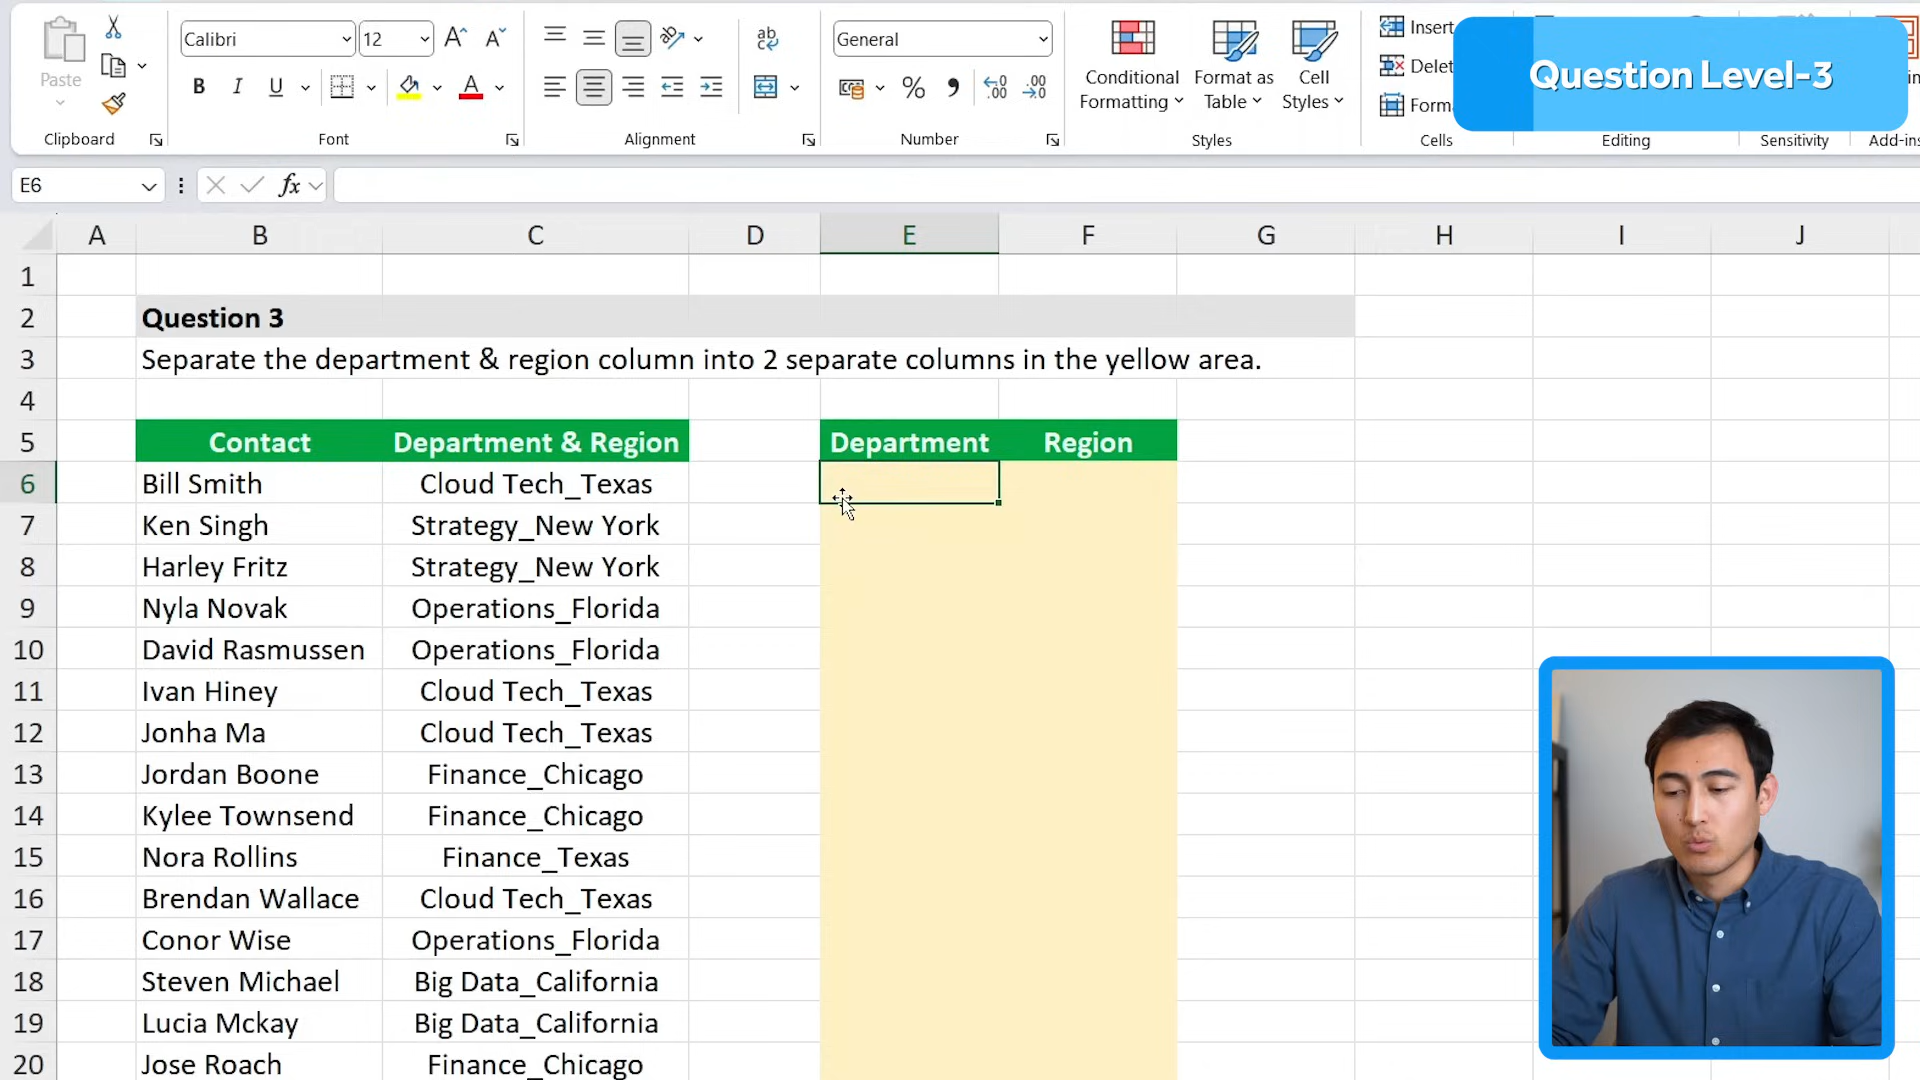 Paste
Clipboard
Calibri
12
B I U
Font
ab
Alignment
General
%
Number
Conditional
Formatting
Format as
Table
Cell
Styles
Styles
Insert
Delet
Form
Cells
Question Level-3
Editing
Sensitivity
Add-ins
E6
fx
A B C D E F G H I J
1
2 Question 3
3 Separate the department & region column into 2 separate columns in the yellow area.
4
5 Contact Department & Region Department Region
6 Bill Smith Cloud Tech_Texas
7 Ken Singh Strategy_New York
8 Harley Fritz Strategy_New York
9 Nyla Novak Operations_Florida
10 David Rasmussen Operations_Florida
11 Ivan Hiney Cloud Tech_Texas
12 Jonha Ma Cloud Tech_Texas
13 Jordan Boone Finance_Chicago
14 Kylee Townsend Finance_Chicago
15 Nora Rollins Finance_Texas
16 Brendan Wallace Cloud Tech_Texas
17 Conor Wise Operations_Florida
18 Steven Michael Big Data_California
19 Lucia Mckay Big Data_California
20 Jose Roach Finance_Chicago